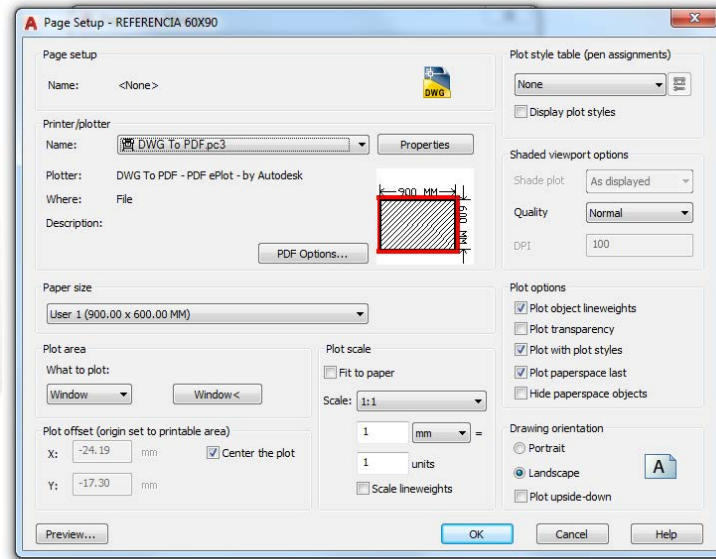 Page Setup - REFERENCIA 60X90
Page setup
Name: <None>
DWG
Printer/plotter
Name: DWG To PDF.pc3 Properties
Plotter: DWG To PDF - PDF ePlot - by Autodesk
Where: File
Description:
900 MM
600 MM
PDF Options...
Paper size
User 1 (900.00 x 600.00 MM)
Plot area
What to plot:
Window Window<
Plot offset (origin set to printable area)
X: -24.19 mm Center the plot
Y: -17.30 mm
Plot scale
Fit to paper
Scale: 1:1
1 mm =
1 units
Scale lineweights
Plot style table (pen assignments)
None
Display plot styles
Shaded viewport options
Shade plot As displayed
Quality Normal
DPI 100
Plot options
Plot object lineweights
Plot transparency
Plot with plot styles
Plot paperspace last
Hide paperspace objects
Drawing orientation
Portrait
Landscape
A
Plot upside-down
Preview... OK Cancel Help